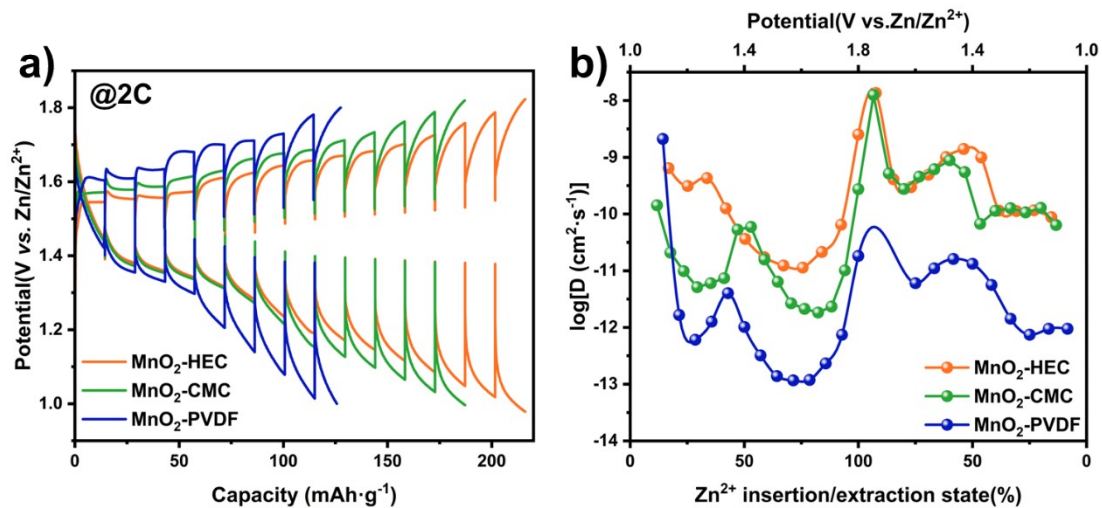 a)
@2C
Potential(V vs. Zn/Zn²⁺)
1.8
1.6
1.4
1.2
1.0
MnO₂-HEC
MnO₂-CMC
MnO₂-PVDF
0 50 100 150 200
Capacity (mAh·g⁻¹)
b)
Potential(V vs.Zn/Zn²⁺)
1.0 1.4 1.8 1.4 1.0
log[D (cm²·s⁻¹)]
-8
-9
-10
-11
-12
-13
-14
MnO₂-HEC
MnO₂-CMC
MnO₂-PVDF
0 50 100 50 0
Zn²⁺ insertion/extraction state(%)